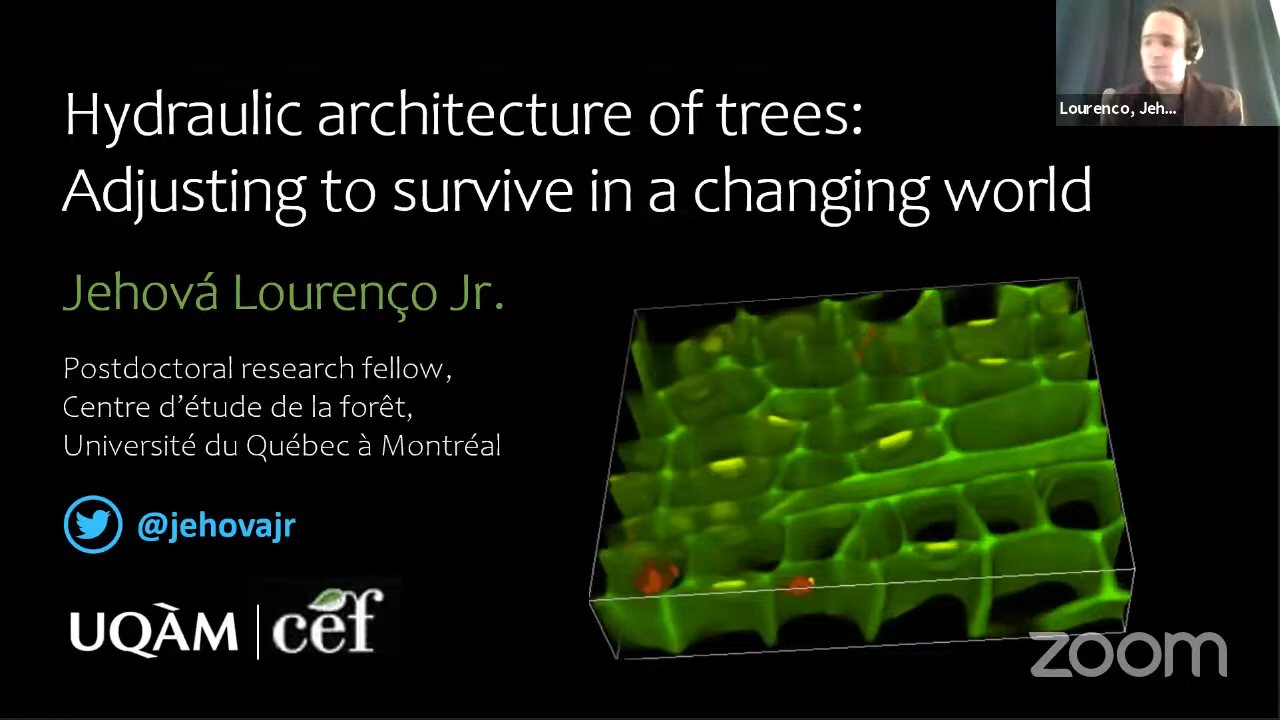 Hydraulic architecture of trees:
Adjusting to survive in a changing world
Jehová Lourenço Jr.
Postdoctoral research fellow,
Centre d'étude de la forêt,
Université du Québec à Montréal
@jehovajr
UQÀM | cef
Lourenco, Jeh...
zoom